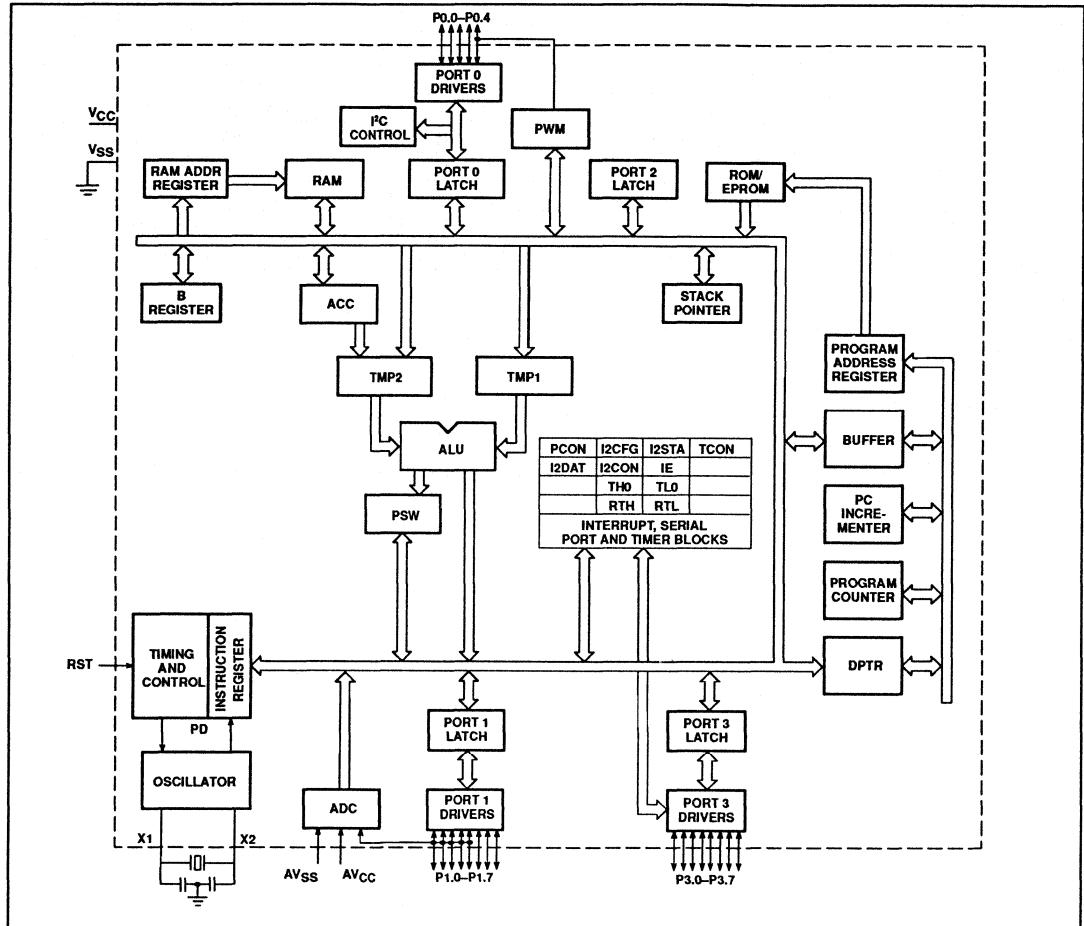 P0.0–P0.4
PORT 0
DRIVERS
VCC
I²C
CONTROL
PWM
VSS
RAM ADDR
REGISTER
RAM
PORT 0
LATCH
PORT 2
LATCH
ROM/
EPROM
B
REGISTER
ACC
STACK
POINTER
TMP2
TMP1
PROGRAM
ADDRESS
REGISTER
ALU
BUFFER
PCON I2CFG I2STA TCON
I2DAT I2CON IE
TH0 TL0
RTH RTL
INTERRUPT, SERIAL
PORT AND TIMER BLOCKS
PSW
PC
INCRE-
MENTER
PROGRAM
COUNTER
RST
TIMING
AND
CONTROL
INSTRUCTION
REGISTER
DPTR
PD
PORT 1
LATCH
PORT 3
LATCH
OSCILLATOR
ADC
PORT 1
DRIVERS
PORT 3
DRIVERS
X1
X2
AVSS
AVCC
P1.0–P1.7
P3.0–P3.7